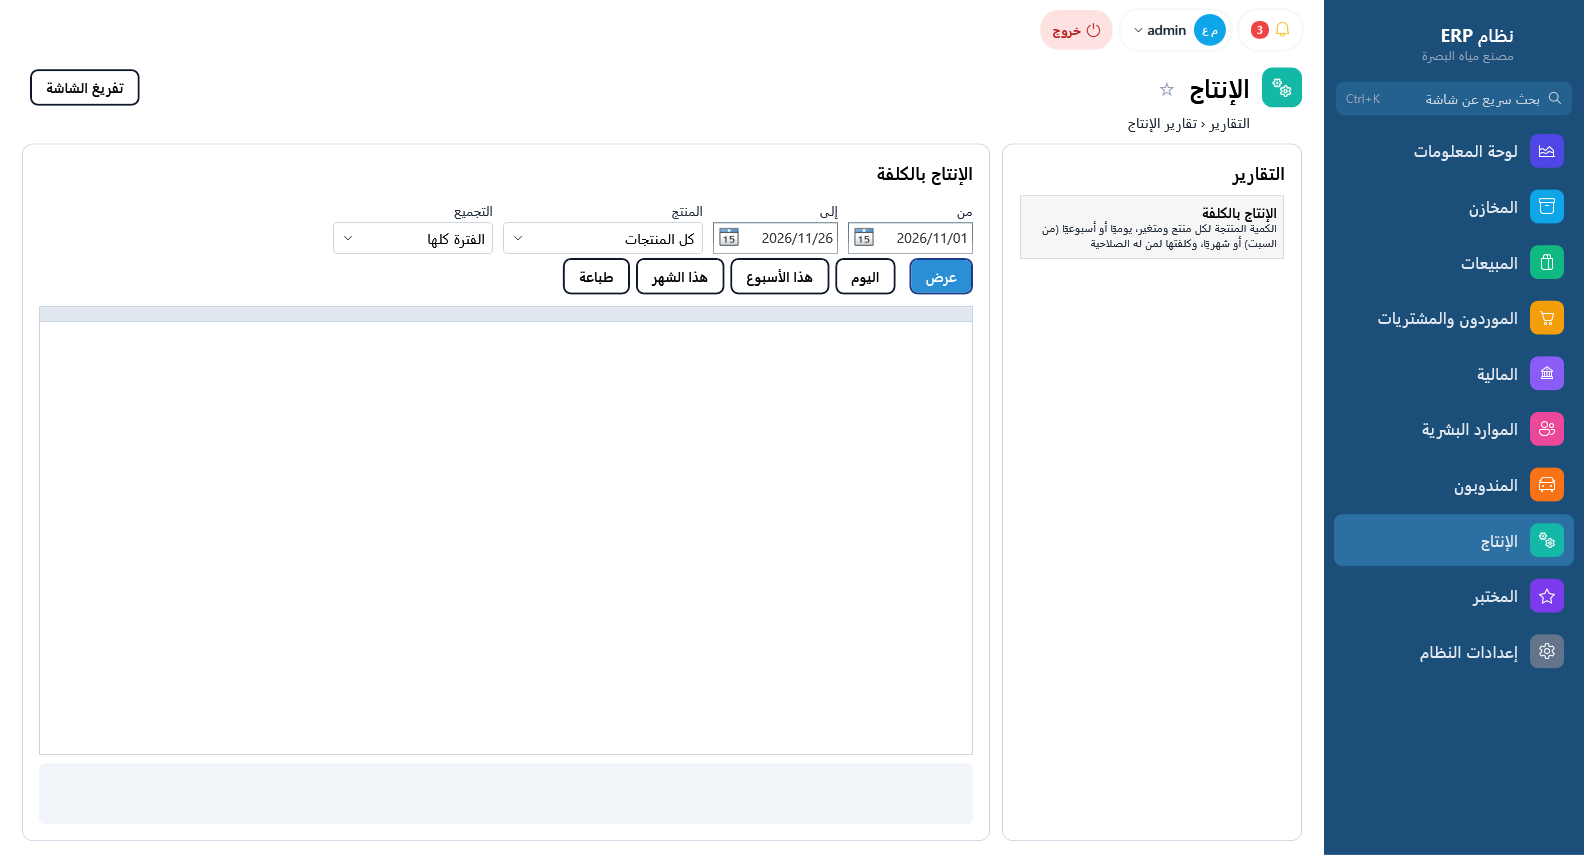 نظام ERP
مصنع مياه البصرة
بحث سريع عن شاشة Ctrl+K
لوحة المعلومات
المخازن
المبيعات
الموردون والمشتريات
المالية
الموارد البشرية
المندوبون
الإنتاج
المختبر
إعدادات النظام
3
م ع admin
خروج
الإنتاج
التقارير › تقارير الإنتاج
تفريغ الشاشة
التقارير
الإنتاج بالكلفة
الكمية المنتجة لكل منتج ومتغير، يوميًا أو أسبوعيًا (من
السبت) أو شهريًا، وكلفتها لمن له الصلاحية
الإنتاج بالكلفة
من إلى المنتج التجميع
2026/11/01 15 2026/11/26 15 كل المنتجات الفترة كلها
عرض اليوم هذا الأسبوع هذا الشهر طباعة